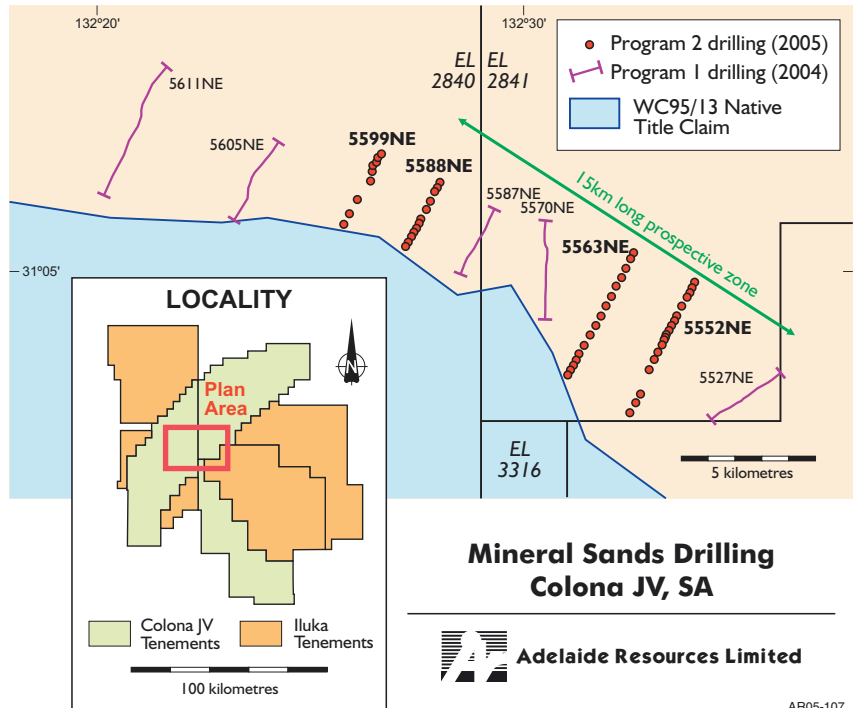 132°20'
132°30'
Program 2 drilling (2005)
Program 1 drilling (2004)
WC95/13 Native
Title Claim
EL
2840
EL
2841
5611NE
5605NE
5599NE
5588NE
5587NE
5570NE
15km long prospective zone
31°05'
5563NE
5552NE
5527NE
EL
3316
5 kilometres
LOCALITY
Plan
Area
Colona JV
Tenements
Iluka
Tenements
100 kilometres
Mineral Sands Drilling
Colona JV, SA
Ar
Adelaide Resources Limited
AR05-107